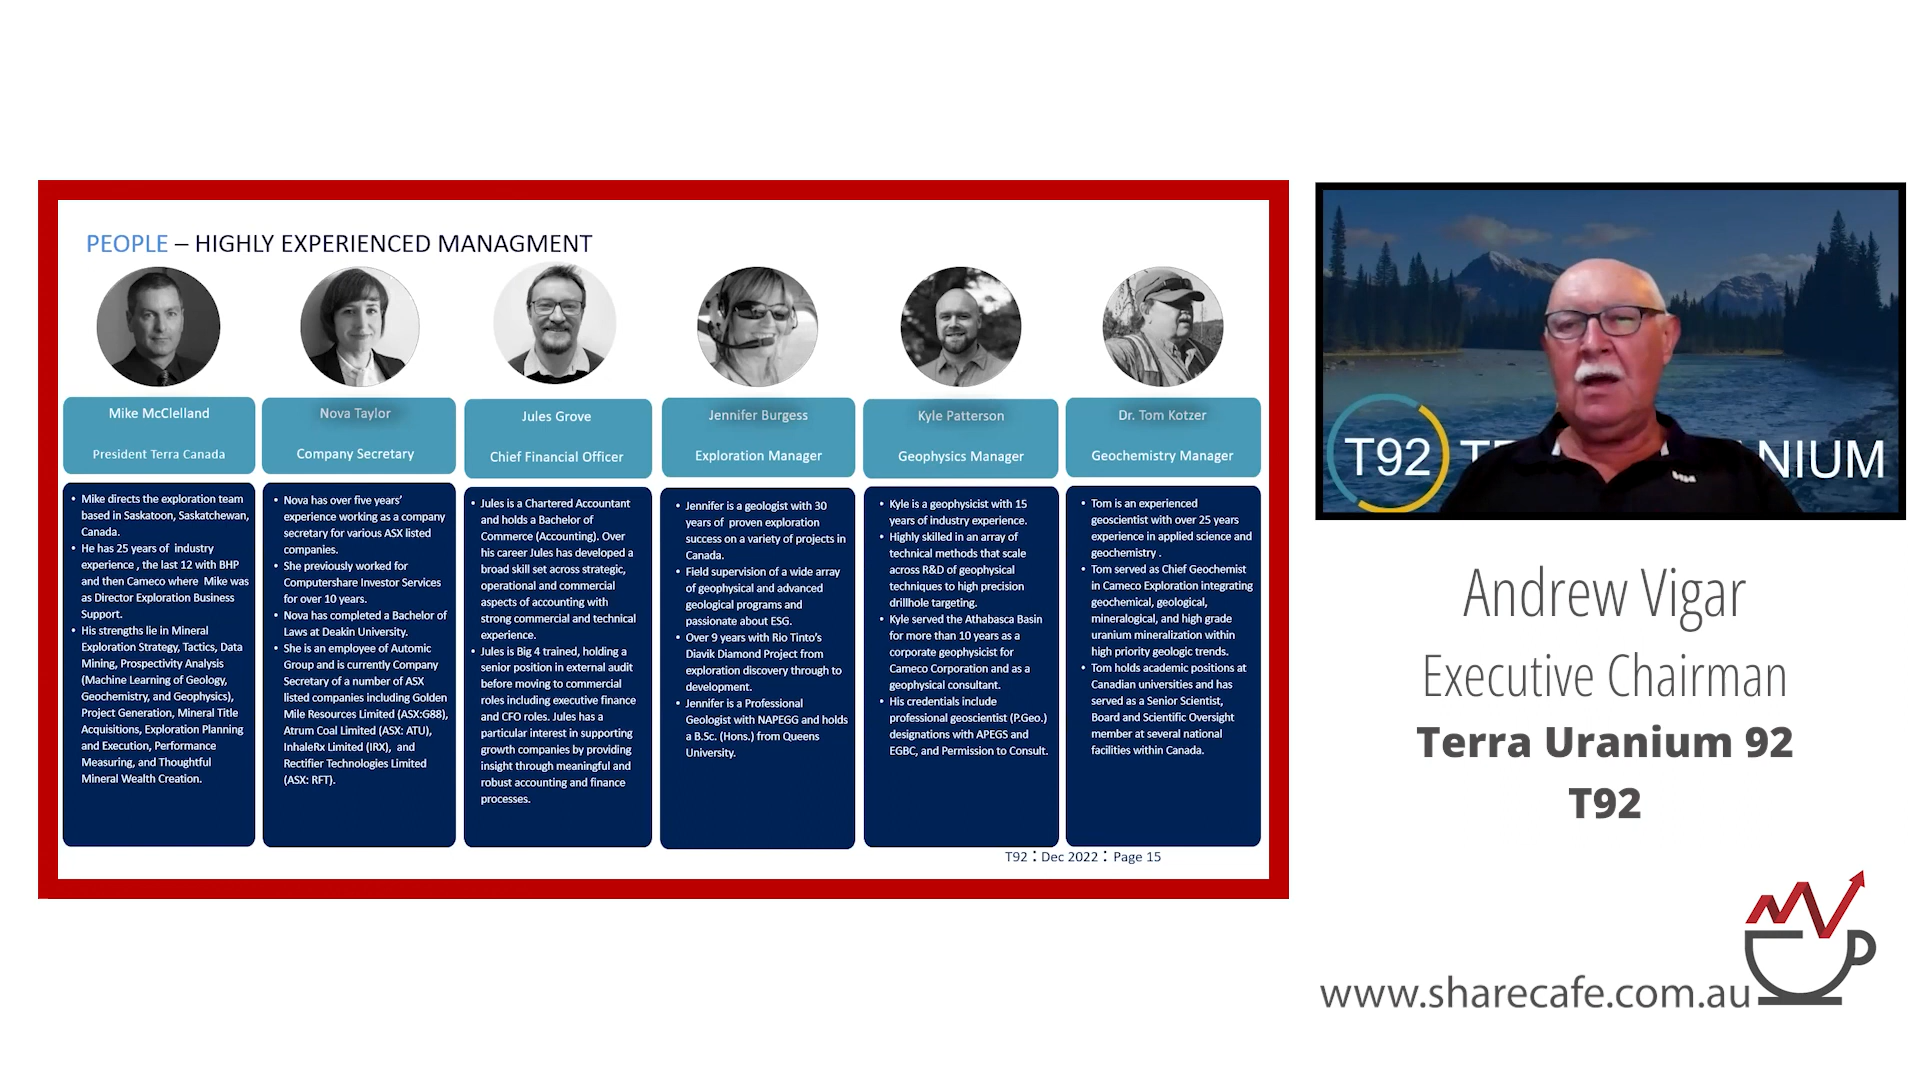 PEOPLE – HIGHLY EXPERIENCED MANAGMENT
Mike McClelland
President Terra Canada
• Mike directs the exploration team
based in Saskatoon, Saskatchewan,
Canada.
• He has 25 years of industry
experience , the last 12 with BHP
and then Cameco where Mike was
as Director Exploration Business
Support.
• His strengths lie in Mineral
Exploration Strategy, Tactics, Data
Mining, Prospectivity Analysis
(Machine Learning of Geology,
Geochemistry, and Geophysics),
Project Generation, Mineral Title
Acquisitions, Exploration Planning
and Execution, Performance
Measuring, and Thoughtful
Mineral Wealth Creation.
Nova Taylor
Company Secretary
• Nova has over five years’
experience working as a company
secretary for various ASX listed
companies.
• She previously worked for
Computershare Investor Services
for over 10 years.
• Nova has completed a Bachelor of
Laws at Deakin University.
• She is an employee of Automic
Group and is currently Company
Secretary of a number of ASX
listed companies including Golden
Mile Resources Limited (ASX:G88),
Atrum Coal Limited (ASX: ATU),
InhaleRx Limited (IRX), and
Rectifier Technologies Limited
(ASX: RFT).
Jules Grove
Chief Financial Officer
• Jules is a Chartered Accountant
and holds a Bachelor of
Commerce (Accounting). Over
his career Jules has developed a
broad skill set across strategic,
operational and commercial
aspects of accounting with
strong commercial and technical
experience.
• Jules is Big 4 trained, holding a
senior position in external audit
before moving to commercial
roles including executive finance
and CFO roles. Jules has a
particular interest in supporting
growth companies by providing
insight through meaningful and
robust accounting and finance
processes.
Jennifer Burgess
Exploration Manager
• Jennifer is a geologist with 30
years of proven exploration
success on a variety of projects in
Canada.
• Field supervision of a wide array
of geophysical and advanced
geological programs and
passionate about ESG.
• Over 9 years with Rio Tinto’s
Diavik Diamond Project from
exploration discovery through to
development.
• Jennifer is a Professional
Geologist with NAPEGG and holds
a B.Sc. (Hons.) from Queens
University.
Kyle Patterson
Geophysics Manager
• Kyle is a geophysicist with 15
years of industry experience.
• Highly skilled in an array of
technical methods that scale
across R&D of geophysical
techniques to high precision
drillhole targeting.
• Kyle served the Athabasca Basin
for more than 10 years as a
corporate geophysicist for
Cameco Corporation and as a
geophysical consultant.
• His credentials include
professional geoscientist (P.Geo.)
designations with APEGS and
EGBC, and Permission to Consult.
Dr. Tom Kotzer
Geochemistry Manager
• Tom is an experienced
geoscientist with over 25 years
experience in applied science and
geochemistry .
• Tom served as Chief Geochemist
in Cameco Exploration integrating
geochemical, geological,
mineralogical, and high grade
uranium mineralization within
high priority geologic trends.
• Tom holds academic positions at
Canadian universities and has
served as a Senior Scientist,
Board and Scientific Oversight
member at several national
facilities within Canada.
T92 : Dec 2022 : Page 15
T92 T NIUM
Andrew Vigar
Executive Chairman
Terra Uranium 92
T92
www.sharecafe.com.au